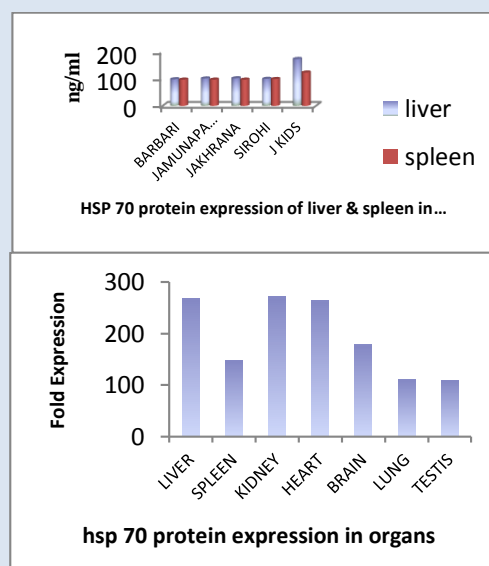 ng/ml
200
100
0
BARBARI
JAMUNAPA...
JAKHRANA
SIROHI
J KIDS
liver
spleen
HSP 70 protein expression of liver & spleen in...
Fold Expression
300
200
100
0
LIVER
SPLEEN
KIDNEY
HEART
BRAIN
LUNG
TESTIS
hsp 70 protein expression in organs